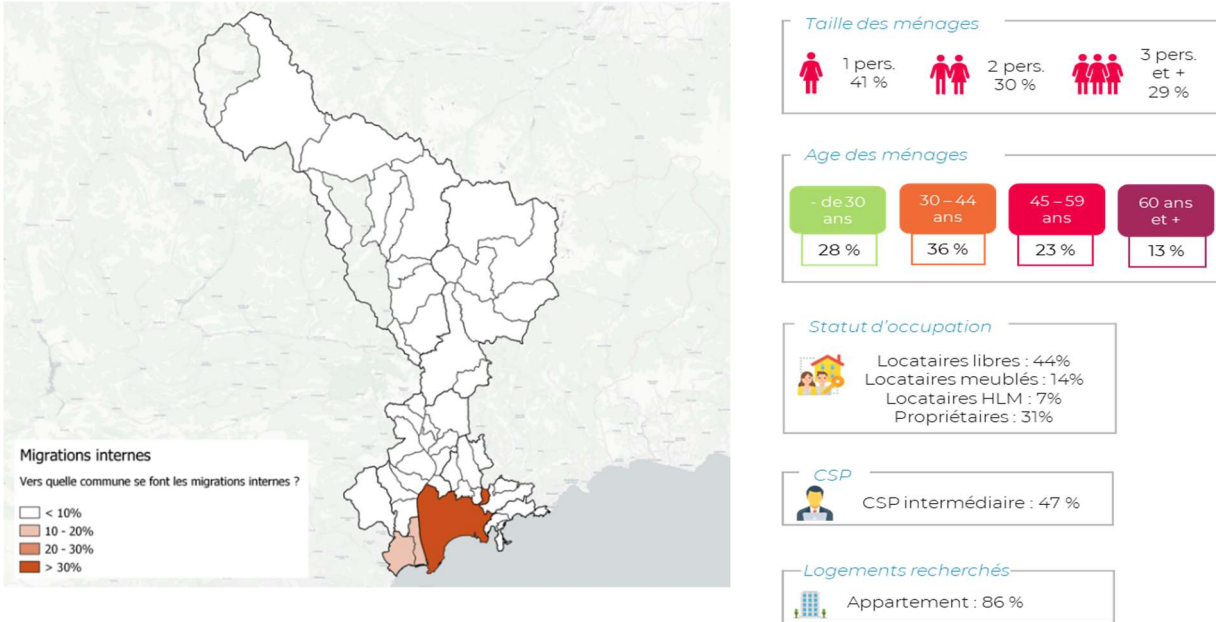 Migrations internes
Vers quelle commune se font les migrations internes ?
< 10%
10 - 20%
20 - 30%
> 30%
Taille des ménages
1 pers.
41 %
2 pers.
30 %
3 pers.
et +
29 %
Age des ménages
- de 30
ans
28 %
30 – 44
ans
36 %
45 – 59
ans
23 %
60 ans
et +
13 %
Statut d'occupation
Locataires libres : 44%
Locataires meublés : 14%
Locataires HLM : 7%
Propriétaires : 31%
CSP
CSP intermédiaire : 47 %
Logements recherchés
Appartement : 86 %